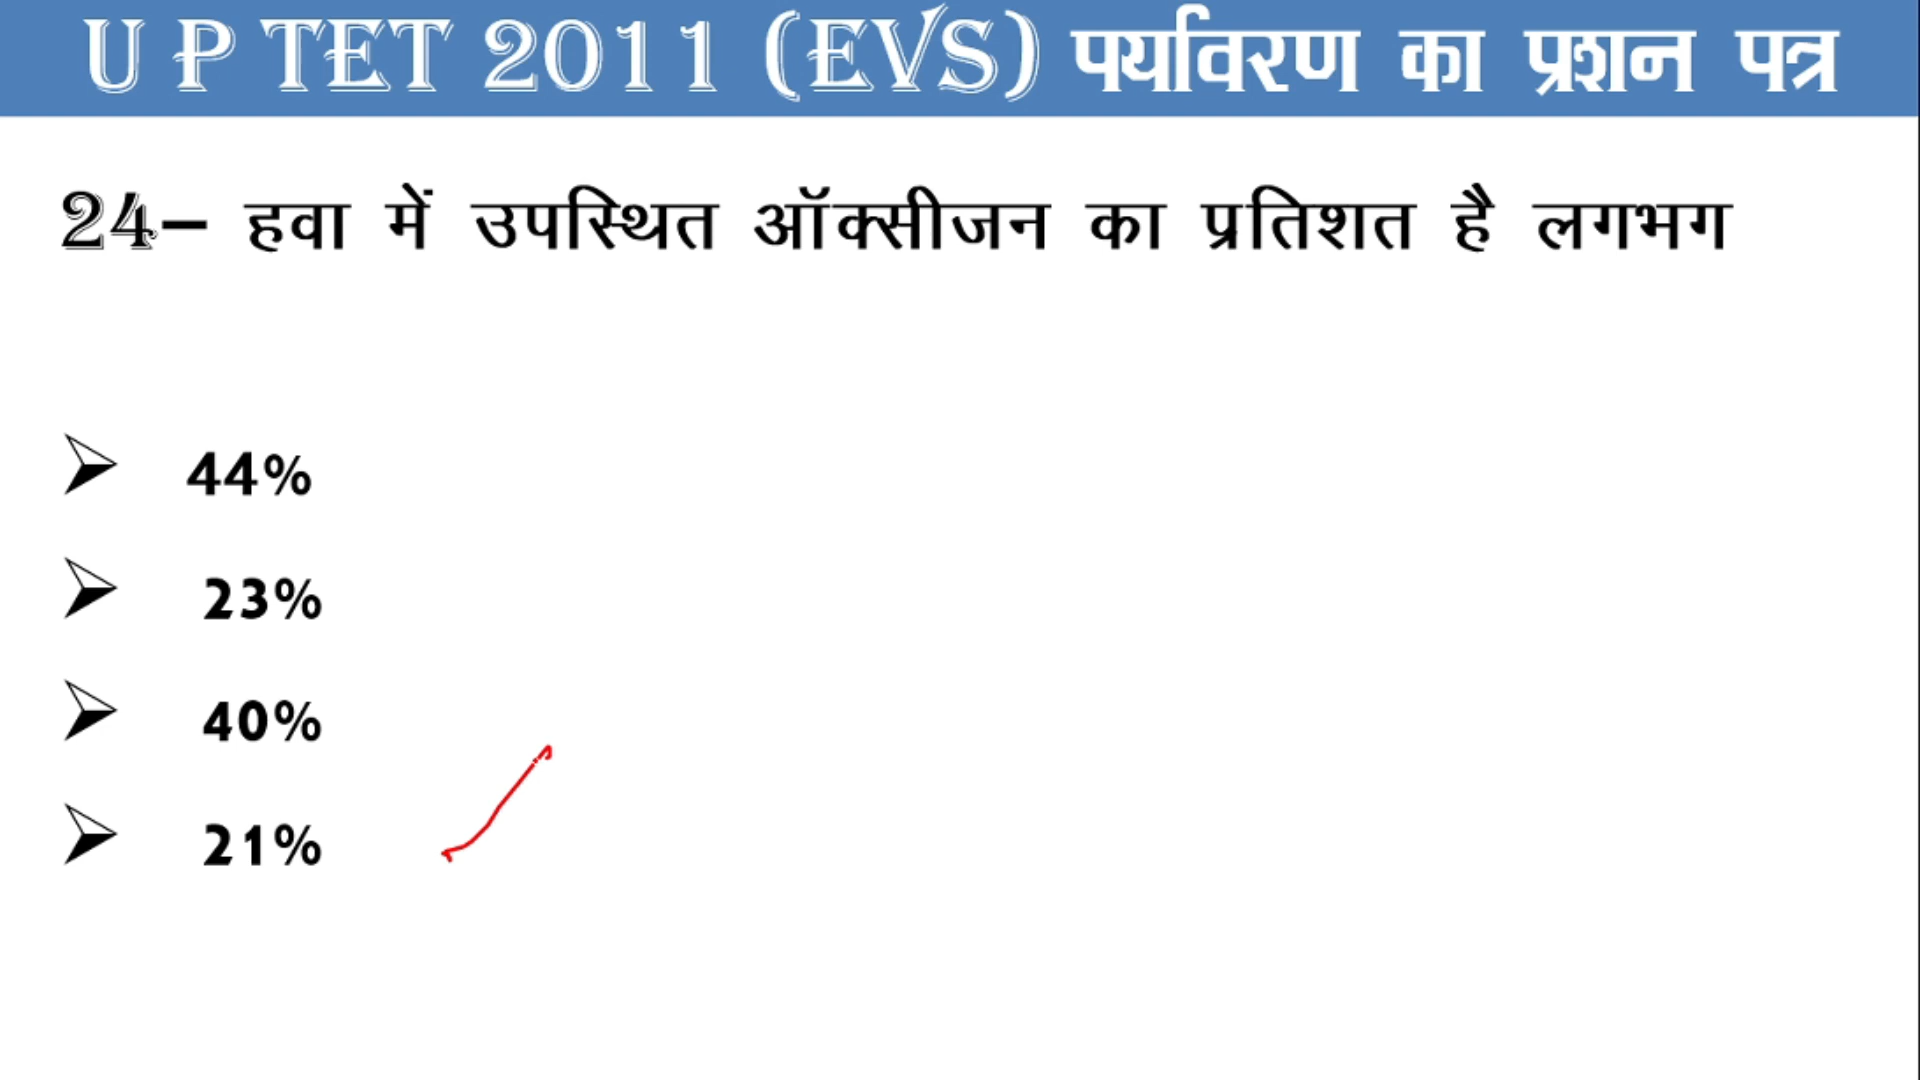 U P TET 2011 (EVS) पर्यावरण का प्रशन पत्र
24– हवा में उपस्थित ऑक्सीजन का प्रतिशत है लगभग
44%
23%
40%
21%